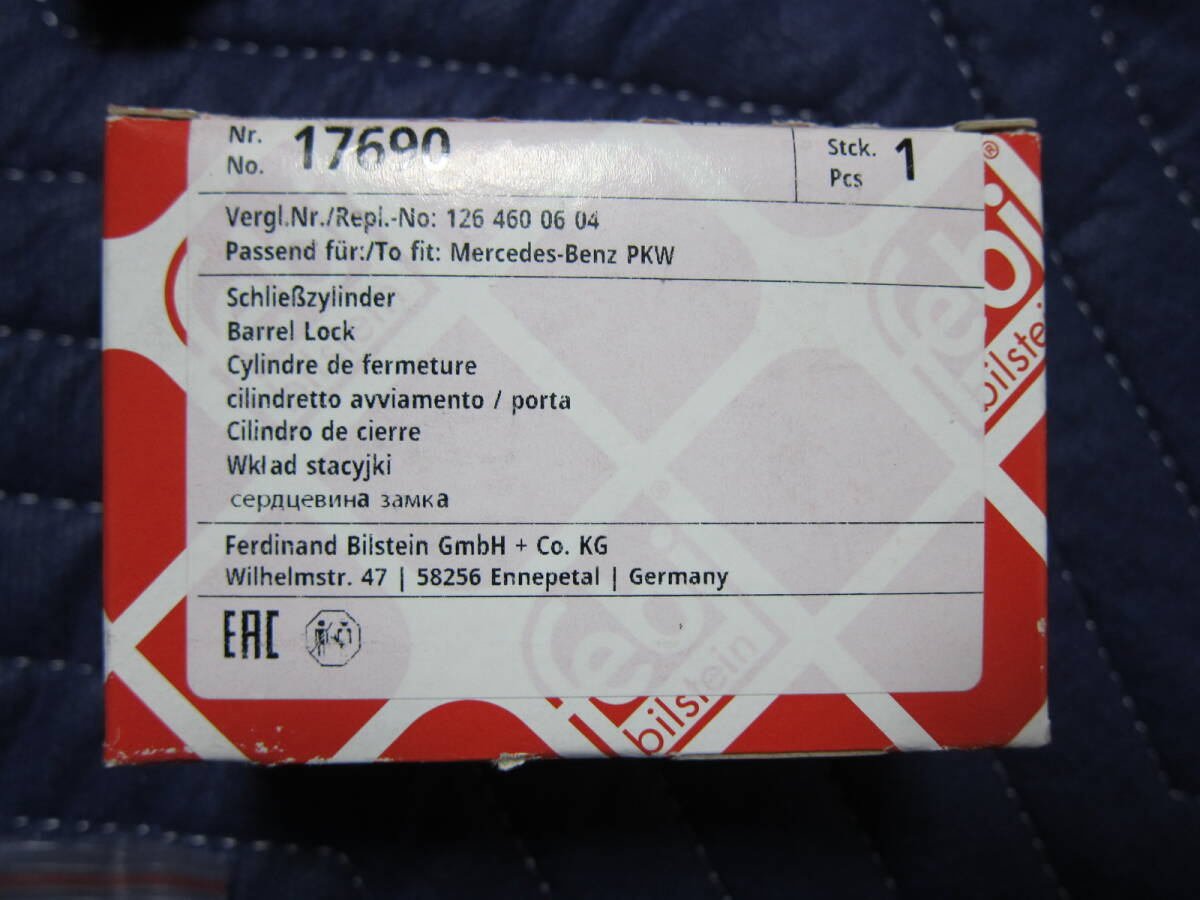 Nr. 17690 Stck. 1
No. Pcs
Vergl.Nr./Repl.-No: 126 460 06 04
Passend für:/To fit: Mercedes-Benz PKW
Schließzylinder
Barrel Lock
Cylindre de fermeture
cilindretto avviamento / porta
Cilindro de cierre
Wkład stacyjki
сердцевина замка
Ferdinand Bilstein GmbH + Co. KG
Wilhelmstr. 47 | 58256 Ennepetal | Germany
EAC
febi
bilstein
febi ®
bilstein